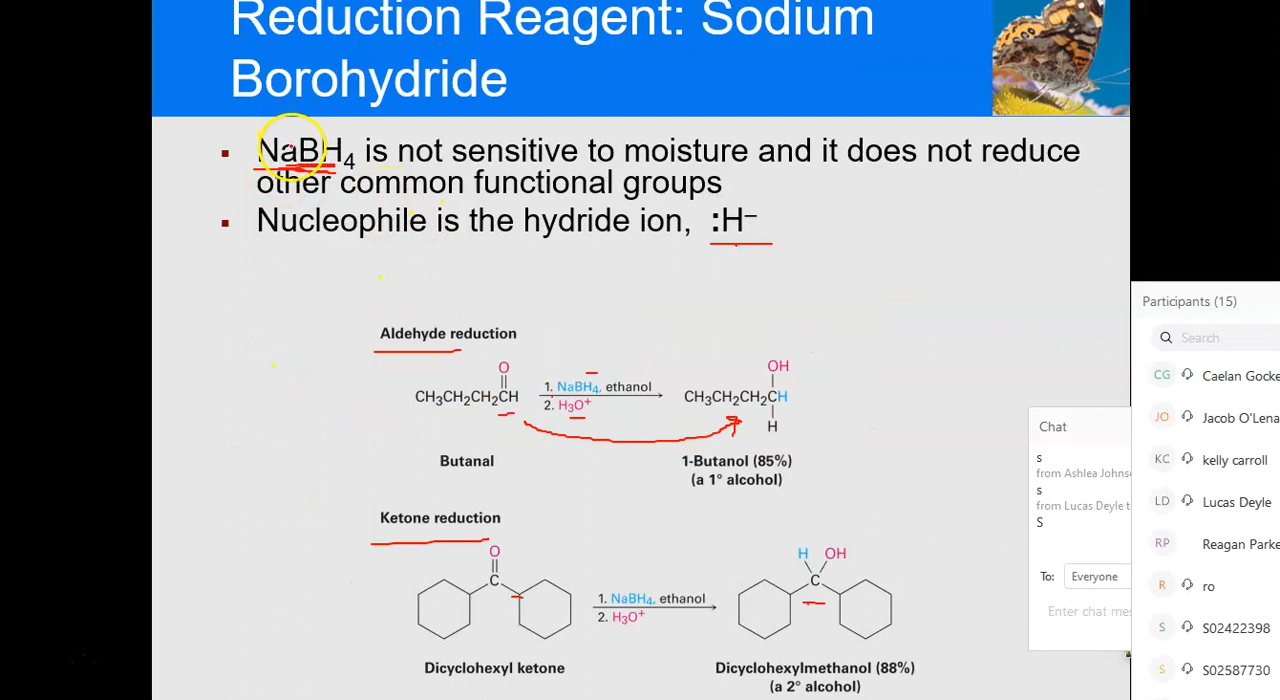 Reduction Reagent: Sodium
Borohydride
NaBH4 is not sensitive to moisture and it does not reduce
other common functional groups
Nucleophile is the hydride ion, :H–
Aldehyde reduction
O
CH3CH2CH2CH
1. NaBH4, ethanol
2. H3O+
OH
CH3CH2CH2CH
H
Butanal
1-Butanol (85%)
(a 1° alcohol)
Ketone reduction
O
C
1. NaBH4, ethanol
2. H3O+
H OH
C
Dicyclohexyl ketone
Dicyclohexylmethanol (88%)
(a 2° alcohol)
Participants (15)
Search
CG Caelan Gocke
JO Jacob O'Lena
KC kelly carroll
LD Lucas Deyle
RP Reagan Parke
R ro
S S02422398
S S02587730
Chat
s
from Ashlea Johns
s
from Lucas Deyle t
S
To: Everyone
Enter chat mes